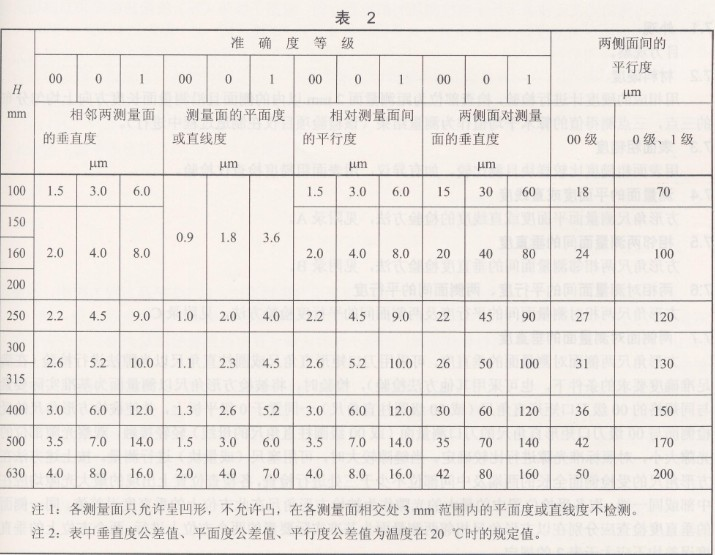 表 2
H
mm
准确度等级
两侧面间的
平行度
μm
00 0 1 00 0 1 00 0 1 00 0 1
相邻两测量面
的垂直度
μm
测量面的平面度
或直线度
μm
相对测量面间
的平行度
μm
两侧面对测量
面的垂直度
μm
00 级 0 级、1 级
100 1.5 3.0 6.0 0.9 1.8 3.6 1.5 3.0 6.0 15 30 60 18 70
150
160 2.0 4.0 8.0 2.0 4.0 8.0 20 40 80 24 100
200
250 2.2 4.5 9.0 1.0 2.0 4.0 2.2 4.5 9.0 22 45 90 27 120
300
315 2.6 5.2 10.0 1.1 2.3 4.5 2.6 5.2 10.0 26 50 100 31 130
400 3.0 6.0 12.0 1.3 2.6 5.2 3.0 6.0 12.0 30 60 120 36 150
500 3.5 7.0 14.0 1.5 3.0 6.0 3.5 7.0 14.0 35 70 140 42 170
630 4.0 8.0 16.0 2.0 4.0 7.0 4.0 8.0 16.0 42 80 160 50 200
注 1：各测量面只允许呈凹形，不允许凸，在各测量面相交处 3 mm 范围内的平面度或直线度不检测。
注 2：表中垂直度公差值、平面度公差值、平行度公差值为温度在 20 ℃时的规定值。